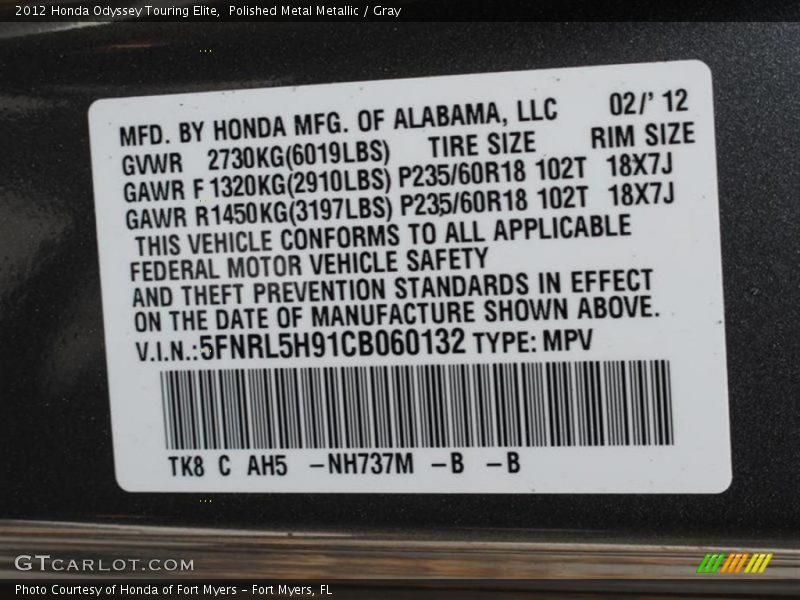 2012 Honda Odyssey Touring Elite, Polished Metal Metallic / Gray
MFD. BY HONDA MFG. OF ALABAMA, LLC 02/' 12
GVWR 2730KG(6019LBS) TIRE SIZE RIM SIZE
GAWR F 1320KG(2910LBS) P235/60R18 102T 18X7J
GAWR R1450KG(3197LBS) P235/60R18 102T 18X7J
THIS VEHICLE CONFORMS TO ALL APPLICABLE
FEDERAL MOTOR VEHICLE SAFETY
AND THEFT PREVENTION STANDARDS IN EFFECT
ON THE DATE OF MANUFACTURE SHOWN ABOVE.
V.I.N.:5FNRL5H91CB060132 TYPE: MPV
TK8 C AH5 –NH737M –B –B
GTCARLOT.COM
Photo Courtesy of Honda of Fort Myers – Fort Myers, FL